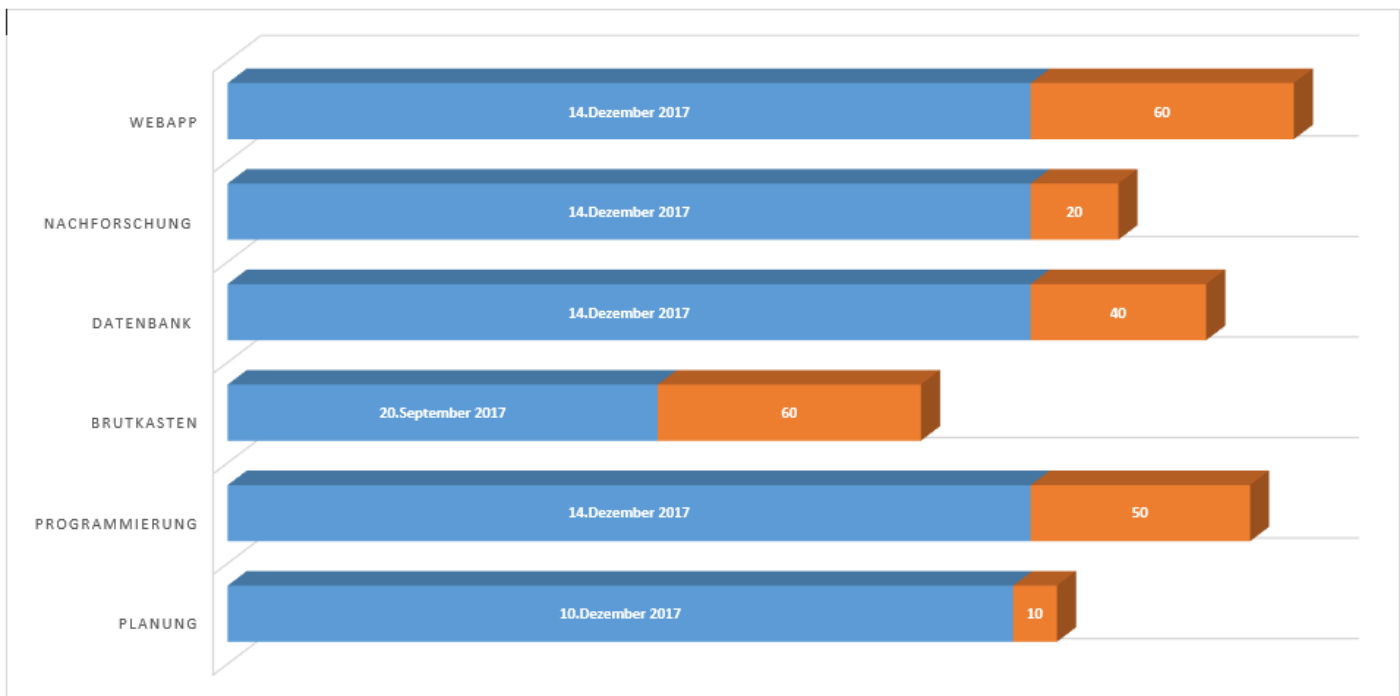 WEBAPP
14.Dezember 2017
60
NACHFORSCHUNG
14.Dezember 2017
20
DATENBANK
14.Dezember 2017
40
BRUTKASTEN
20.September 2017
60
PROGRAMMIERUNG
14.Dezember 2017
50
PLANUNG
10.Dezember 2017
10